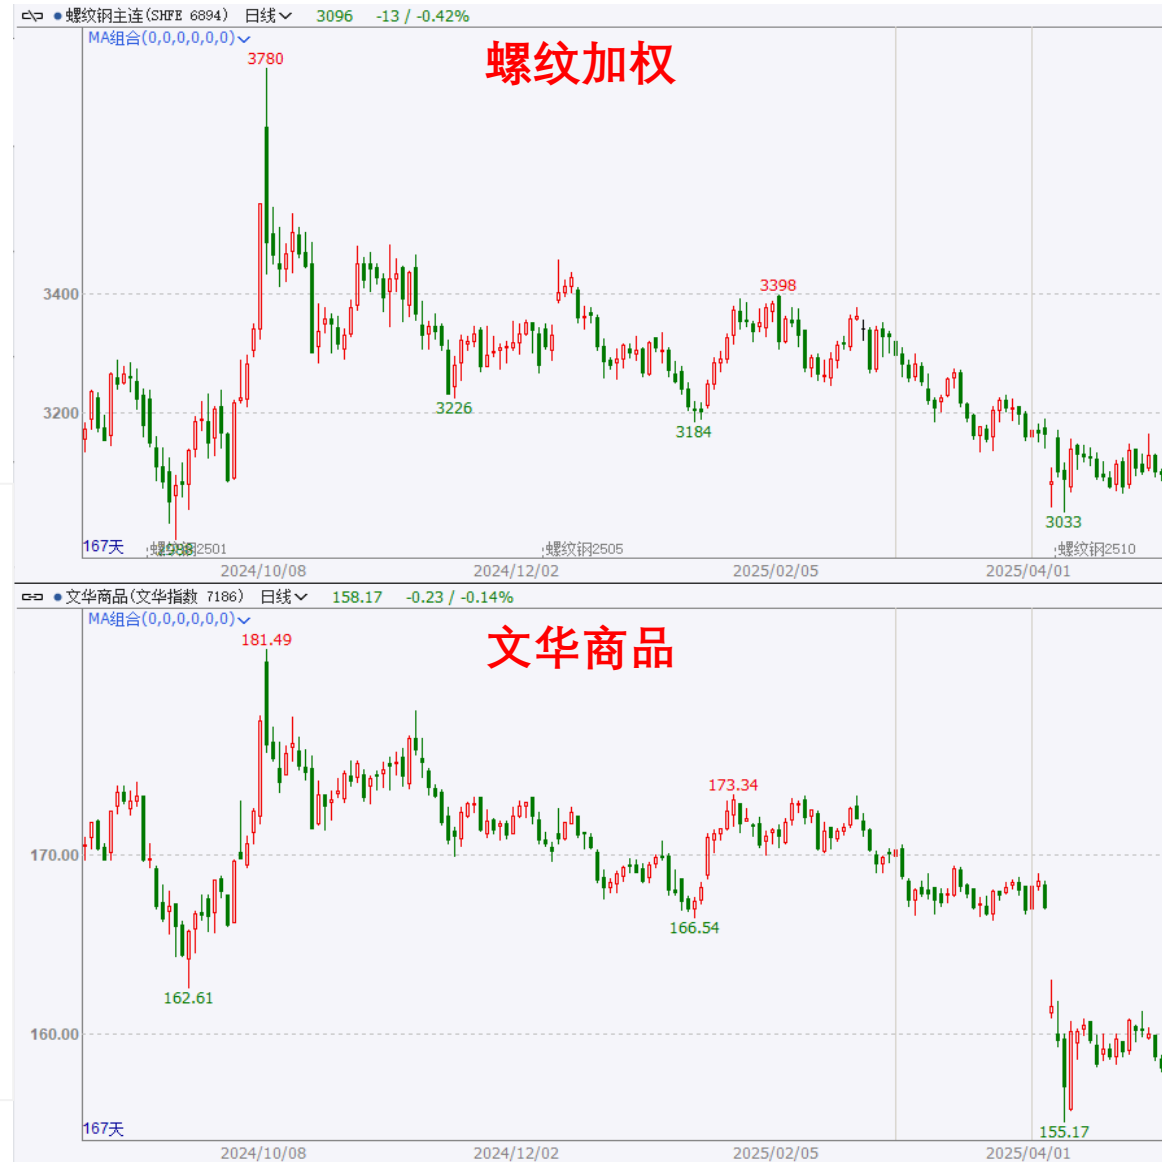 螺纹钢主连(SHFE 6894) 日线 3096 -13 / -0.42%
MA组合(0,0,0,0,0,0)
螺纹加权
3780
3398
3400
3226
3200
3184
3033
2988
167天
螺纹钢2501
螺纹钢2505
螺纹钢2510
2024/10/08 2024/12/02 2025/02/05 2025/04/01
文华商品(文华指数 7186) 日线 158.17 -0.23 / -0.14%
MA组合(0,0,0,0,0,0)
文华商品
181.49
173.34
170.00
166.54
162.61
160.00
155.17
167天
2024/10/08 2024/12/02 2025/02/05 2025/04/01